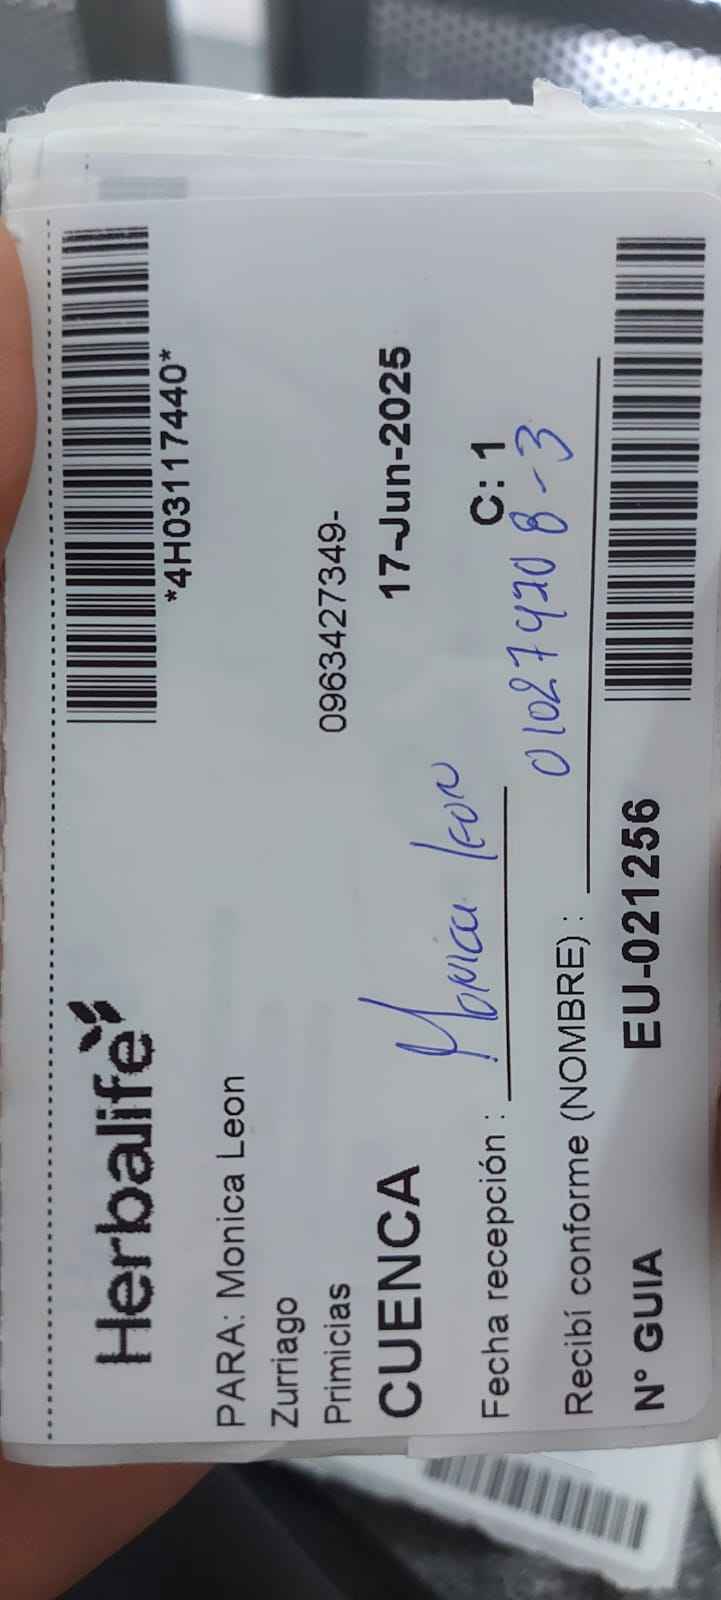 Herbalife
*4H03117440*
PARA: Monica Leon
Zurriago
Primicias 0963427349-
CUENCA 17-Jun-2025
Monica Leon
Fecha recepción : C: 1
010274208-3
Recibí conforme (NOMBRE) :
N° GUIA EU-021256